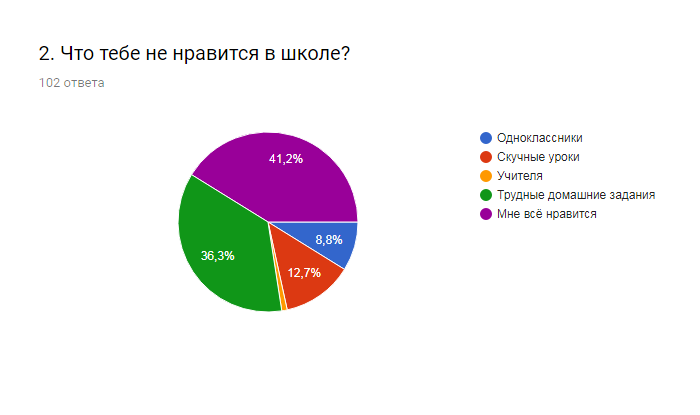 2. Что тебе не нравится в школе?
102 ответа
41,2%
36,3%
8,8%
12,7%
Одноклассники
Скучные уроки
Учителя
Трудные домашние задания
Мне всё нравится